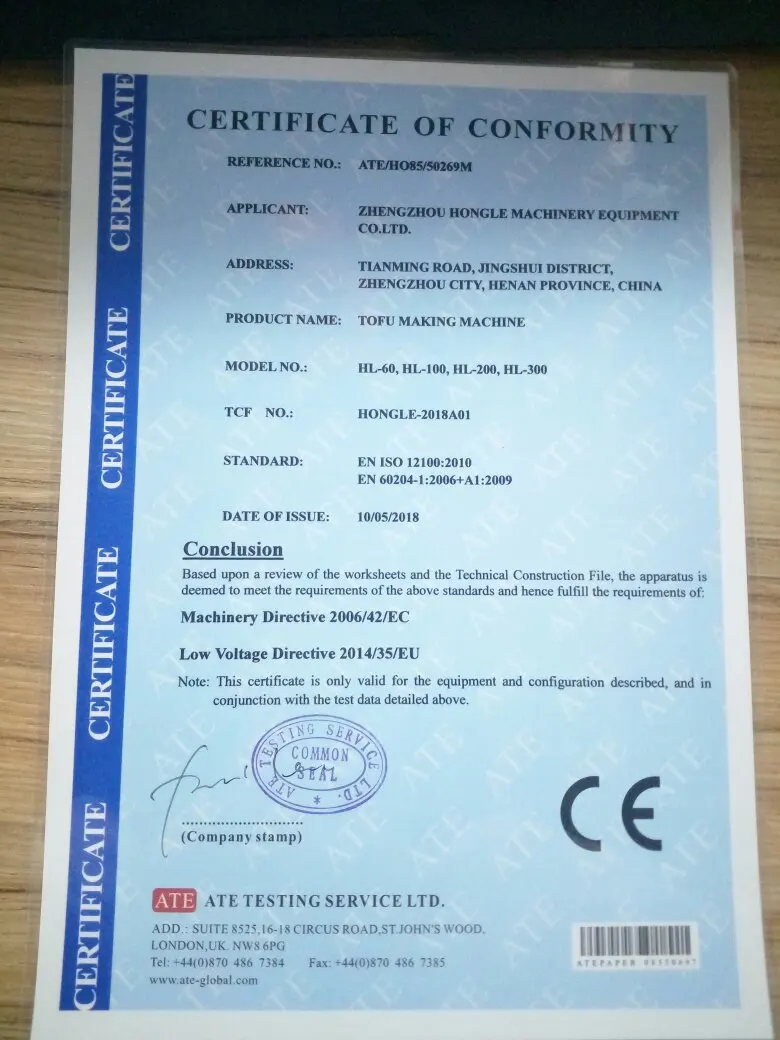 CERTIFICATE
CERTIFICATE
CERTIFICATE
CERTIFICATE
CERTIFICATE OF CONFORMITY
REFERENCE NO.: ATE/HO85/50269M
APPLICANT: ZHENGZHOU HONGLE MACHINERY EQUIPMENT
CO.LTD.
ADDRESS: TIANMING ROAD, JINGSHUI DISTRICT,
ZHENGZHOU CITY, HENAN PROVINCE, CHINA
PRODUCT NAME: TOFU MAKING MACHINE
MODEL NO.: HL-60, HL-100, HL-200, HL-300
TCF NO.: HONGLE-2018A01
STANDARD: EN ISO 12100:2010
EN 60204-1:2006+A1:2009
DATE OF ISSUE: 10/05/2018
Conclusion
Based upon a review of the worksheets and the Technical Construction File, the apparatus is
deemed to meet the requirements of the above standards and hence fulfill the requirements of:
Machinery Directive 2006/42/EC
Low Voltage Directive 2014/35/EU
Note: This certificate is only valid for the equipment and configuration described, and in
conjunction with the test data detailed above.
ATE TESTING SERVICE LTD.
COMMON
SEAL
(Company stamp)
CE
ATE ATE TESTING SERVICE LTD.
ADD.: SUITE 8525,16-18 CIRCUS ROAD,ST.JOHN'S WOOD,
LONDON,UK. NW8 6PG
Tel: +44(0)870 486 7384 Fax: +44(0)870 486 7385
www.ate-global.com
ATEPAPER